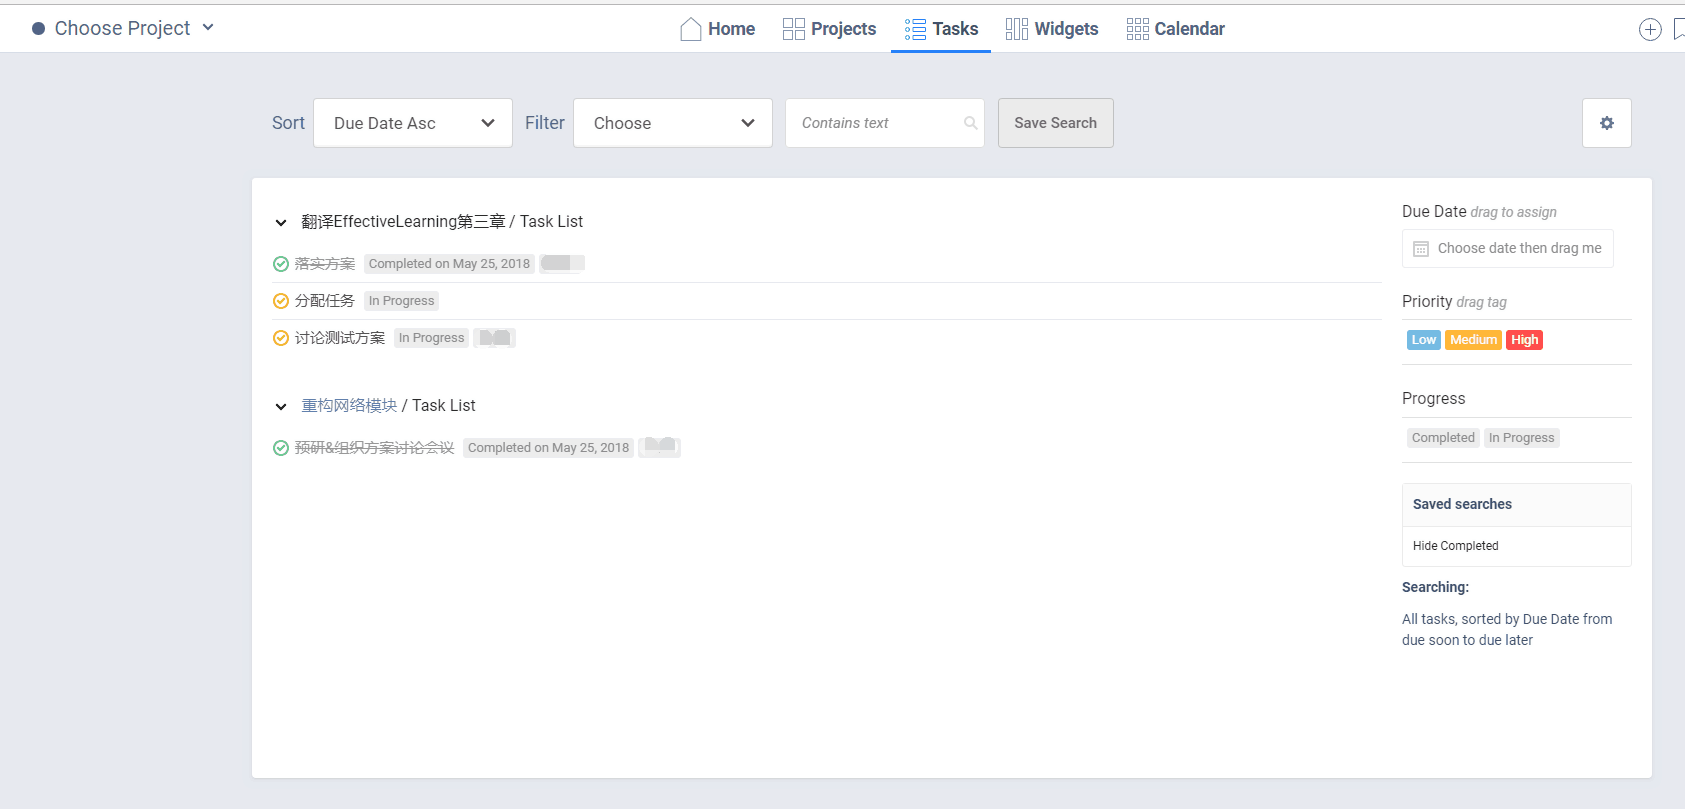 Choose Project
Home Projects Tasks Widgets Calendar
Sort Due Date Asc Filter Choose Contains text Save Search
翻译EffectiveLearning第三章 / Task List
落实方案 Completed on May 25, 2018
分配任务 In Progress
讨论测试方案 In Progress
重构网络模块 / Task List
预研&组织方案讨论会议 Completed on May 25, 2018
Due Date drag to assign
Choose date then drag me
Priority drag tag
Low Medium High
Progress
Completed In Progress
Saved searches
Hide Completed
Searching:
All tasks, sorted by Due Date from
due soon to due later